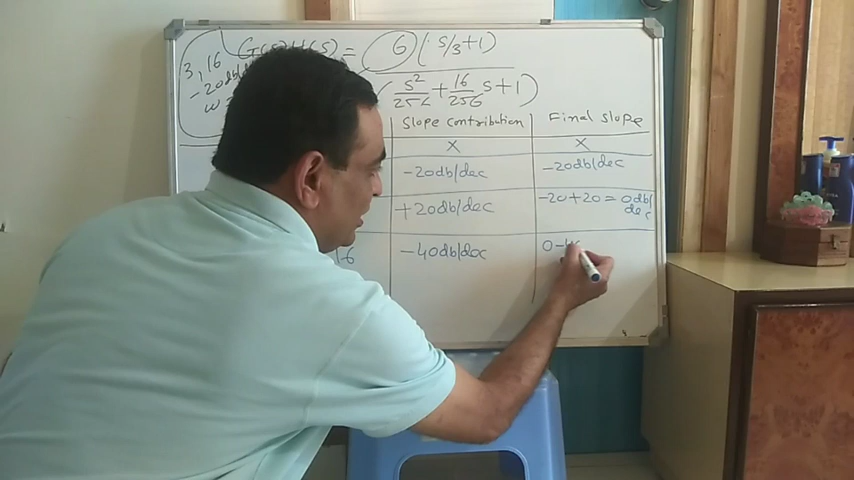 G(s)H(s) = 6 (s/3+1)
3, 16
-20db/
s²/256 + 16/256 s+1)
Slope contribution Final slope
X X
-20db/dec -20db/dec
+20db/dec -20+20 = 0db/
dec
-40db/dec 0-4